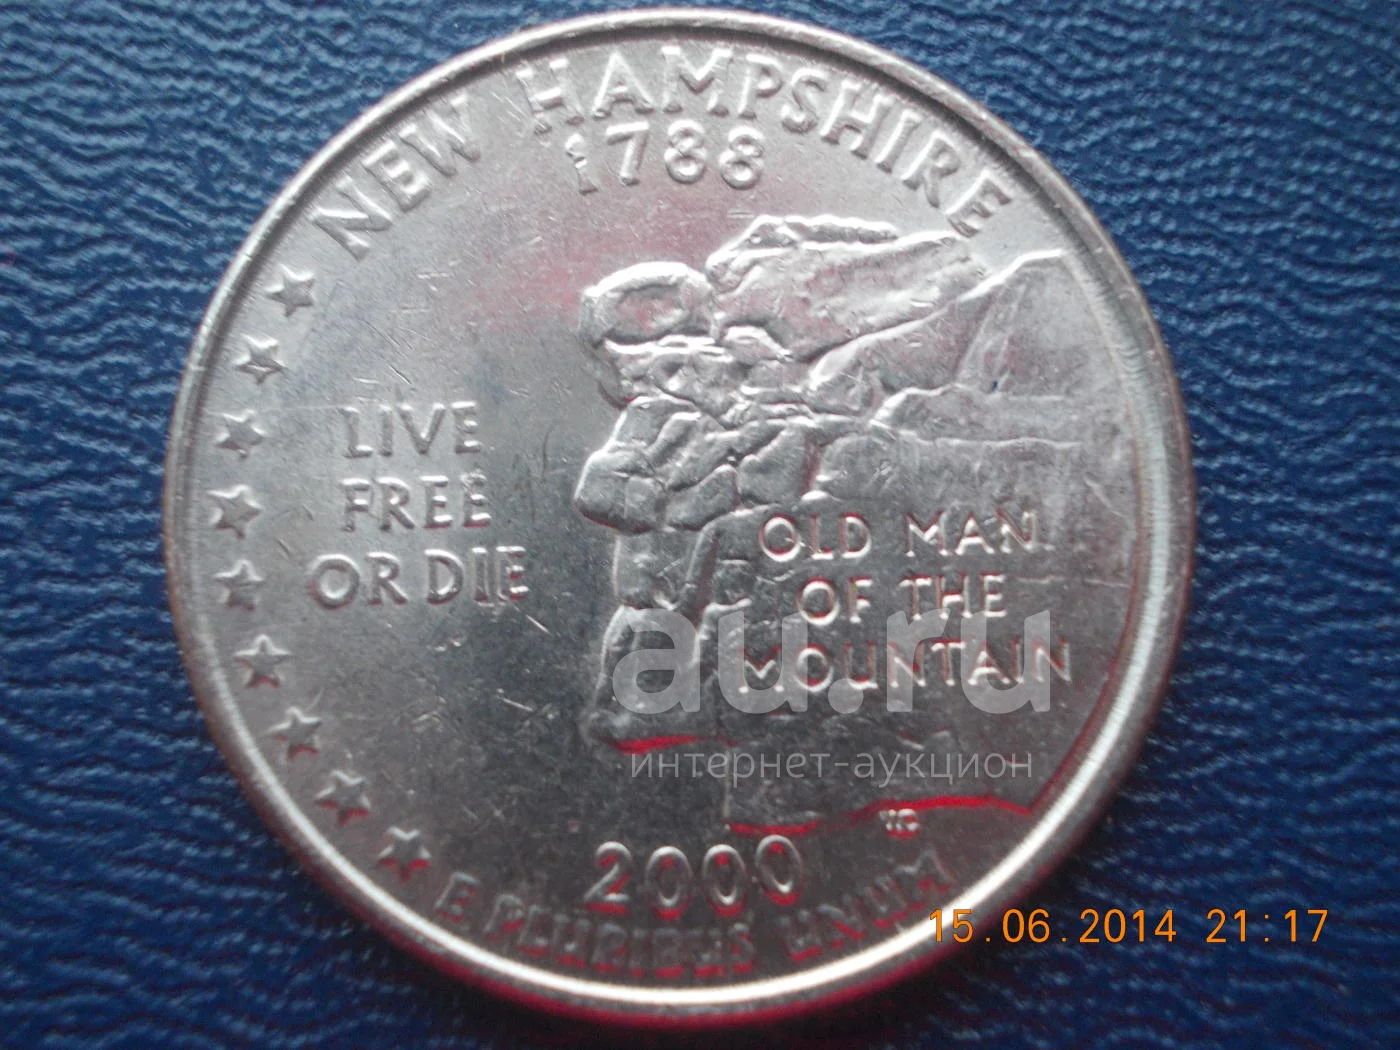 NEW HAMPSHIRE
1788
LIVE
FREE
OR DIE
OLD MAN
OF THE
MOUNTAIN
au.ru
интернет-аукцион
WC
2000
E PLURIBUS UNUM
15.06.2014 21:17